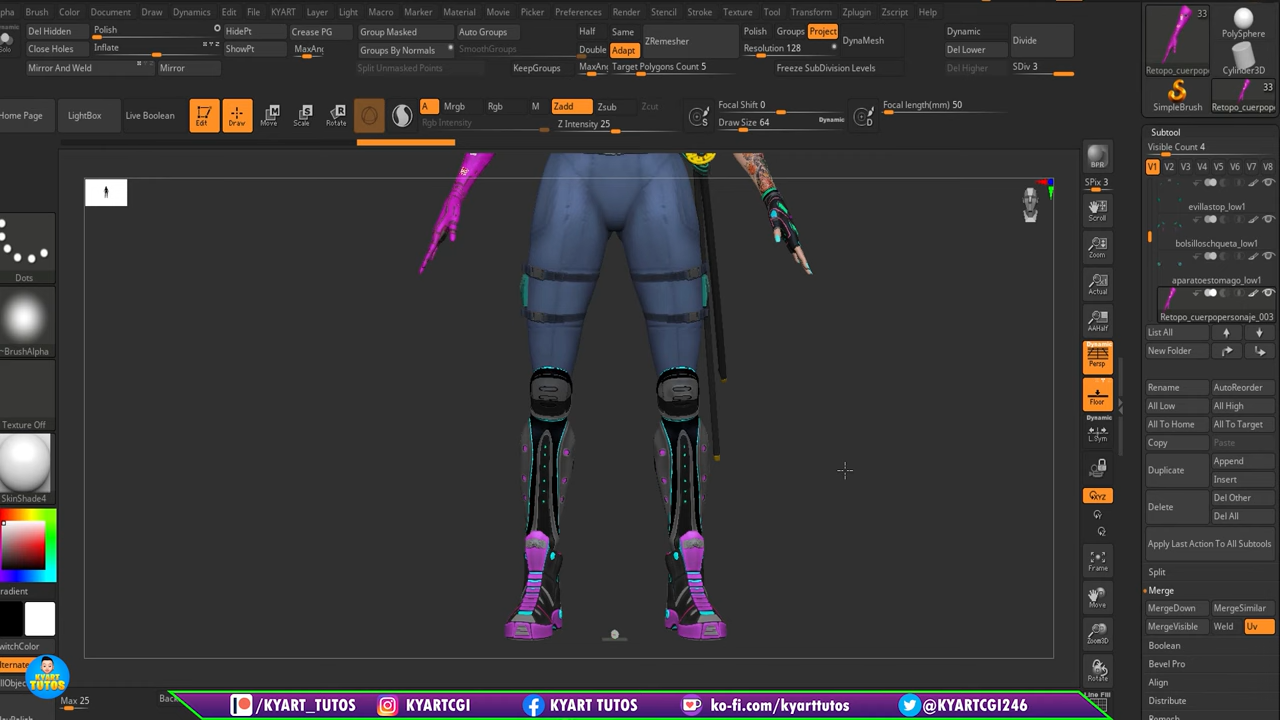 pha Brush Color Document Draw Dynamics Edit File KYART Layer Light Macro Marker Material Movie Picker Preferences Render Stencil Stroke Texture Tool Transform Zplugin Zscript Help
Solo Del Hidden Polish HidePt Crease PG Group Masked Auto Groups Half Same ZRemesher Polish Groups Project DynaMesh Dynamic Divide
Close Holes Inflate ShowPt MaxAng Groups By Normals SmoothGroups Double Adapt Resolution 128 Del Lower
Mirror And Weld Mirror Split Unmasked Points KeepGroups MaxAng Target Polygons Count 5 Freeze SubDivision Levels Del Higher SDiv 3
Home Page LightBox Live Boolean Edit Draw Move Scale Rotate A Mrgb Rgb M Zadd Zsub Zcut Focal Shift 0 Focal length(mm) 50
Rgb Intensity Z Intensity 25 S Draw Size 64 Dynamic D
33
Retopo_cuerpop PolySphere
Cylinder3D
33
SimpleBrush Retopo_cuerpop
Subtool
Visible Count 4
V1 V2 V3 V4 V5 V6 V7 V8
evillastop_low1
bolsilloschqueta_low1
aparatoestomago_low1
Retopo_cuerpopersonaje_003
List All
New Folder
Rename AutoReorder
All Low All High
All To Home All To Target
Copy Paste
Duplicate Append
Insert
Delete Del Other
Del All
Apply Last Action To All Subtools
Split
Merge
MergeDown MergeSimilar
MergeVisible Weld Uv
Boolean
Bevel Pro
Align
Distribute
Remesh
BPR
SPix 3
Scroll
Zoom
Actual
AAHalf
Dynamic
Persp
Floor
Dynamic
L.Sym
XYZ
Frame
Move
Zoom3D
Rotate
Line Fill
Dots
~BrushAlpha
Texture Off
SkinShade4
radient
witchColor
lternate
llObjec
KYART TUTOS
Max 25
Bac
/KYART_TUTOS KYARTCGI KYART TUTOS ko-fi.com/kyarttutos @KYARTCGI246